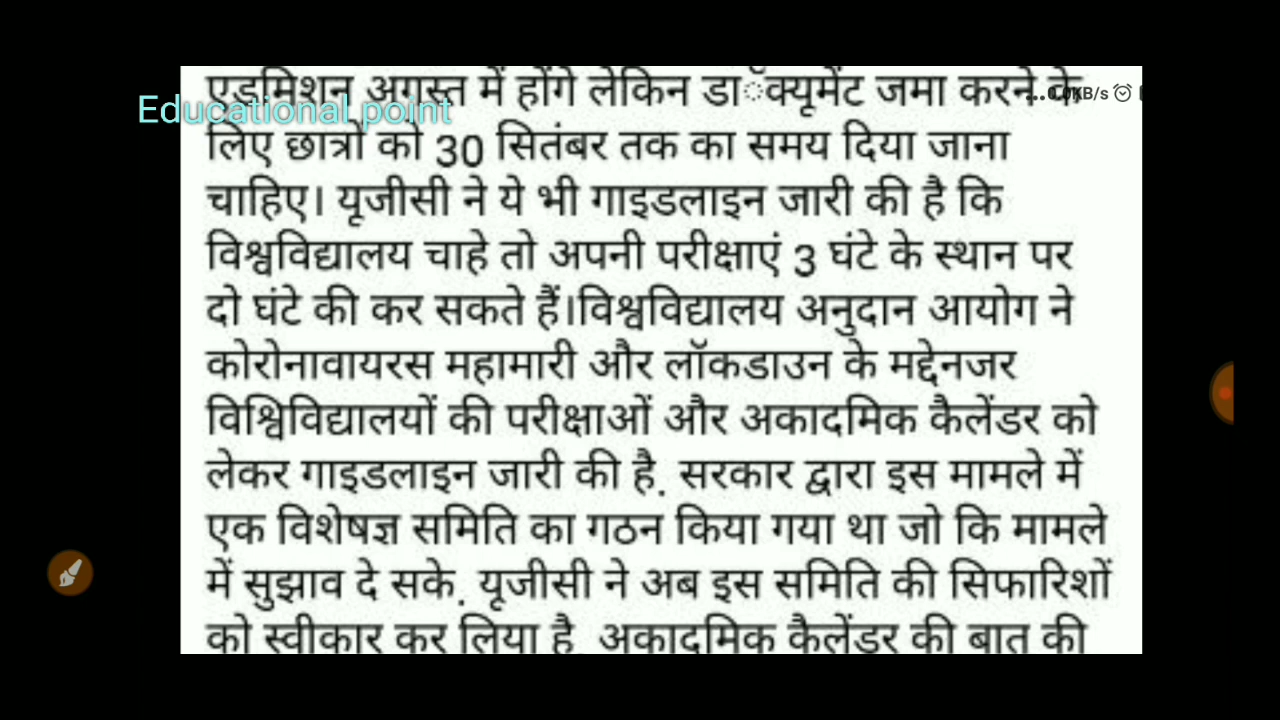 एडमिशन अगस्त में होंगे लेकिन डाॅक्यूमेंट जमा करने के
...0.0KB/s
Educational point
लिए छात्रों को 30 सितंबर तक का समय दिया जाना
चाहिए। यूजीसी ने ये भी गाइडलाइन जारी की है कि
विश्वविद्यालय चाहे तो अपनी परीक्षाएं 3 घंटे के स्थान पर
दो घंटे की कर सकते हैं।विश्वविद्यालय अनुदान आयोग ने
कोरोनावायरस महामारी और लॉकडाउन के मद्देनजर
विश्विविद्यालयों की परीक्षाओं और अकादमिक कैलेंडर को
लेकर गाइडलाइन जारी की है. सरकार द्वारा इस मामले में
एक विशेषज्ञ समिति का गठन किया गया था जो कि मामले
में सुझाव दे सके. यूजीसी ने अब इस समिति की सिफारिशों
को स्वीकार कर लिया है अकादमिक कैलेंडर की बात की